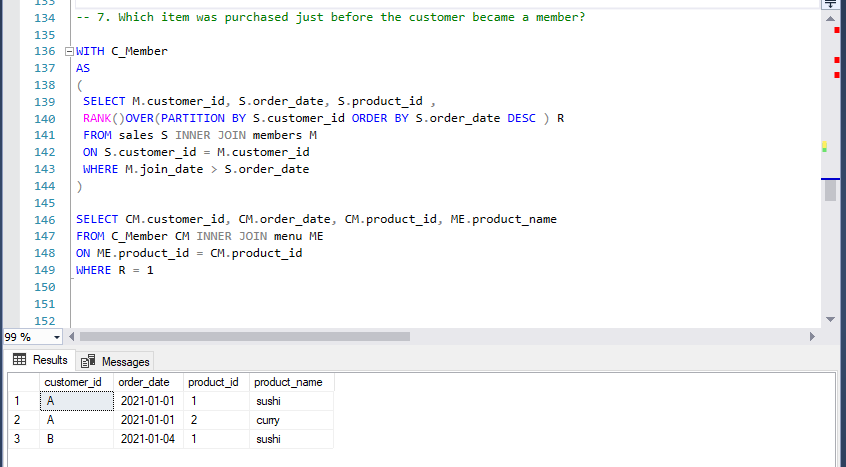 133
134 -- 7. Which item was purchased just before the customer became a member?
135
136 WITH C_Member
137 AS
138 (
139 SELECT M.customer_id, S.order_date, S.product_id ,
140 RANK()OVER(PARTITION BY S.customer_id ORDER BY S.order_date DESC ) R
141 FROM sales S INNER JOIN members M
142 ON S.customer_id = M.customer_id
143 WHERE M.join_date > S.order_date
144 )
145
146 SELECT CM.customer_id, CM.order_date, CM.product_id, ME.product_name
147 FROM C_Member CM INNER JOIN menu ME
148 ON ME.product_id = CM.product_id
149 WHERE R = 1
150
151
152
99 %
Results Messages
customer_id order_date product_id product_name
1 A 2021-01-01 1 sushi
2 A 2021-01-01 2 curry
3 B 2021-01-04 1 sushi